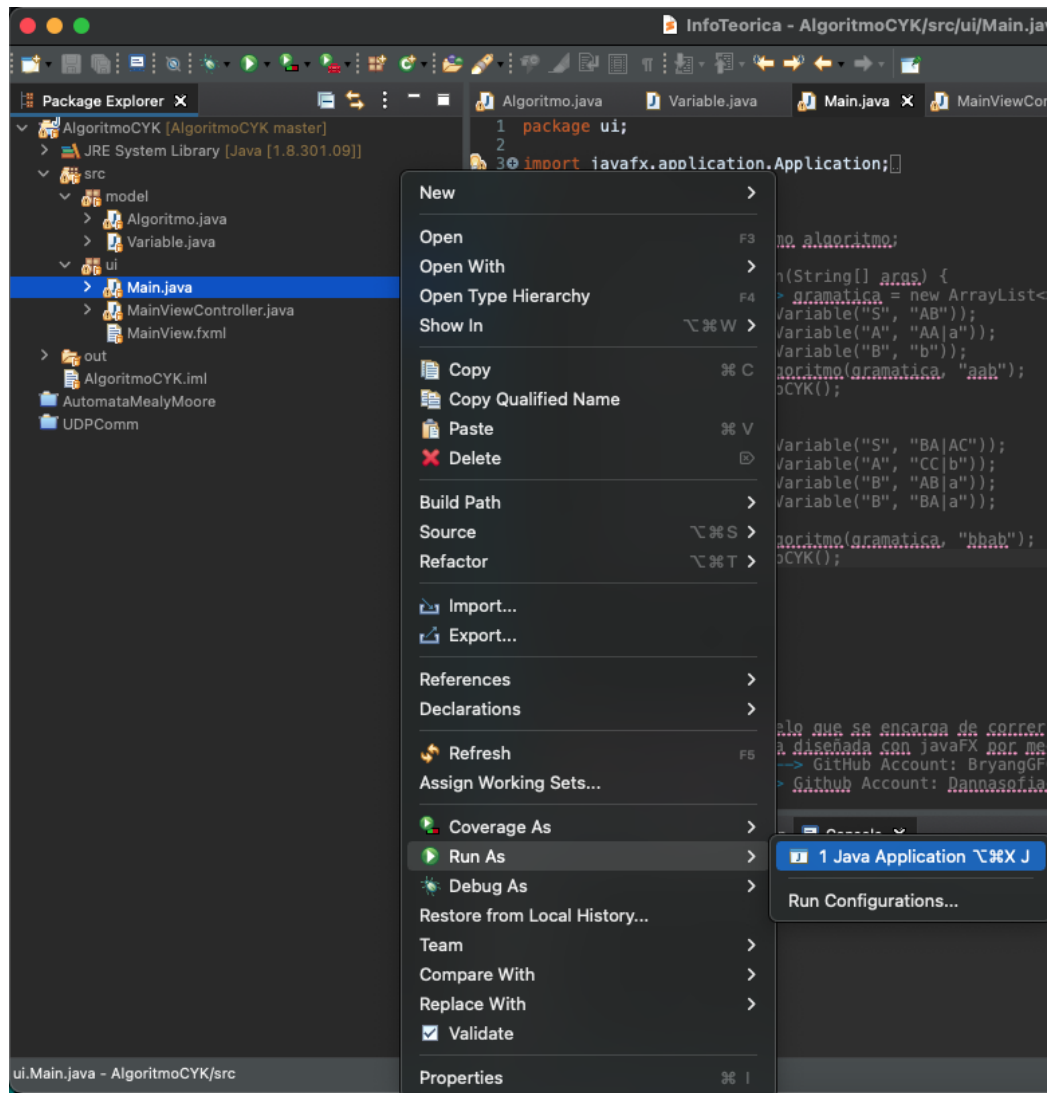 InfoTeorica - AlgoritmoCYK/src/ui/Main.jav
Package Explorer
Algoritmo.java
Variable.java
Main.java
MainViewCon
AlgoritmoCYK [AlgoritmoCYK master]
JRE System Library [Java [1.8.301.09]]
src
model
Algoritmo.java
Variable.java
ui
Main.java
MainViewController.java
MainView.fxml
out
AlgoritmoCYK.iml
AutomataMealyMoore
UDPComm
1 package ui;
2
3 import javafx.application.Application;
mo algoritmo;
n(String[] args) {
> gramatica = new ArrayList<
Variable("S", "AB"));
Variable("A", "AA|a"));
Variable("B", "b"));
goritmo(gramatica, "aab");
oCYK();
Variable("S", "BA|AC"));
Variable("A", "CC|b"));
Variable("B", "AB|a"));
Variable("B", "BA|a"));
goritmo(gramatica, "bbab");
oCYK();
elo que se encarga de correr
a diseñada con javaFX por me
--> GitHub Account: BryangGF
> Github Account: Dannasofia
Console
New
Open F3
Open With
Open Type Hierarchy F4
Show In ⌥⌘W
Copy ⌘C
Copy Qualified Name
Paste ⌘V
Delete ⌦
Build Path
Source ⌥⌘S
Refactor ⌥⌘T
Import...
Export...
References
Declarations
Refresh F5
Assign Working Sets...
Coverage As
Run As
Debug As
Restore from Local History...
Team
Compare With
Replace With
Validate
Properties ⌘I
1 Java Application ⌥⌘X J
Run Configurations...
ui.Main.java - AlgoritmoCYK/src